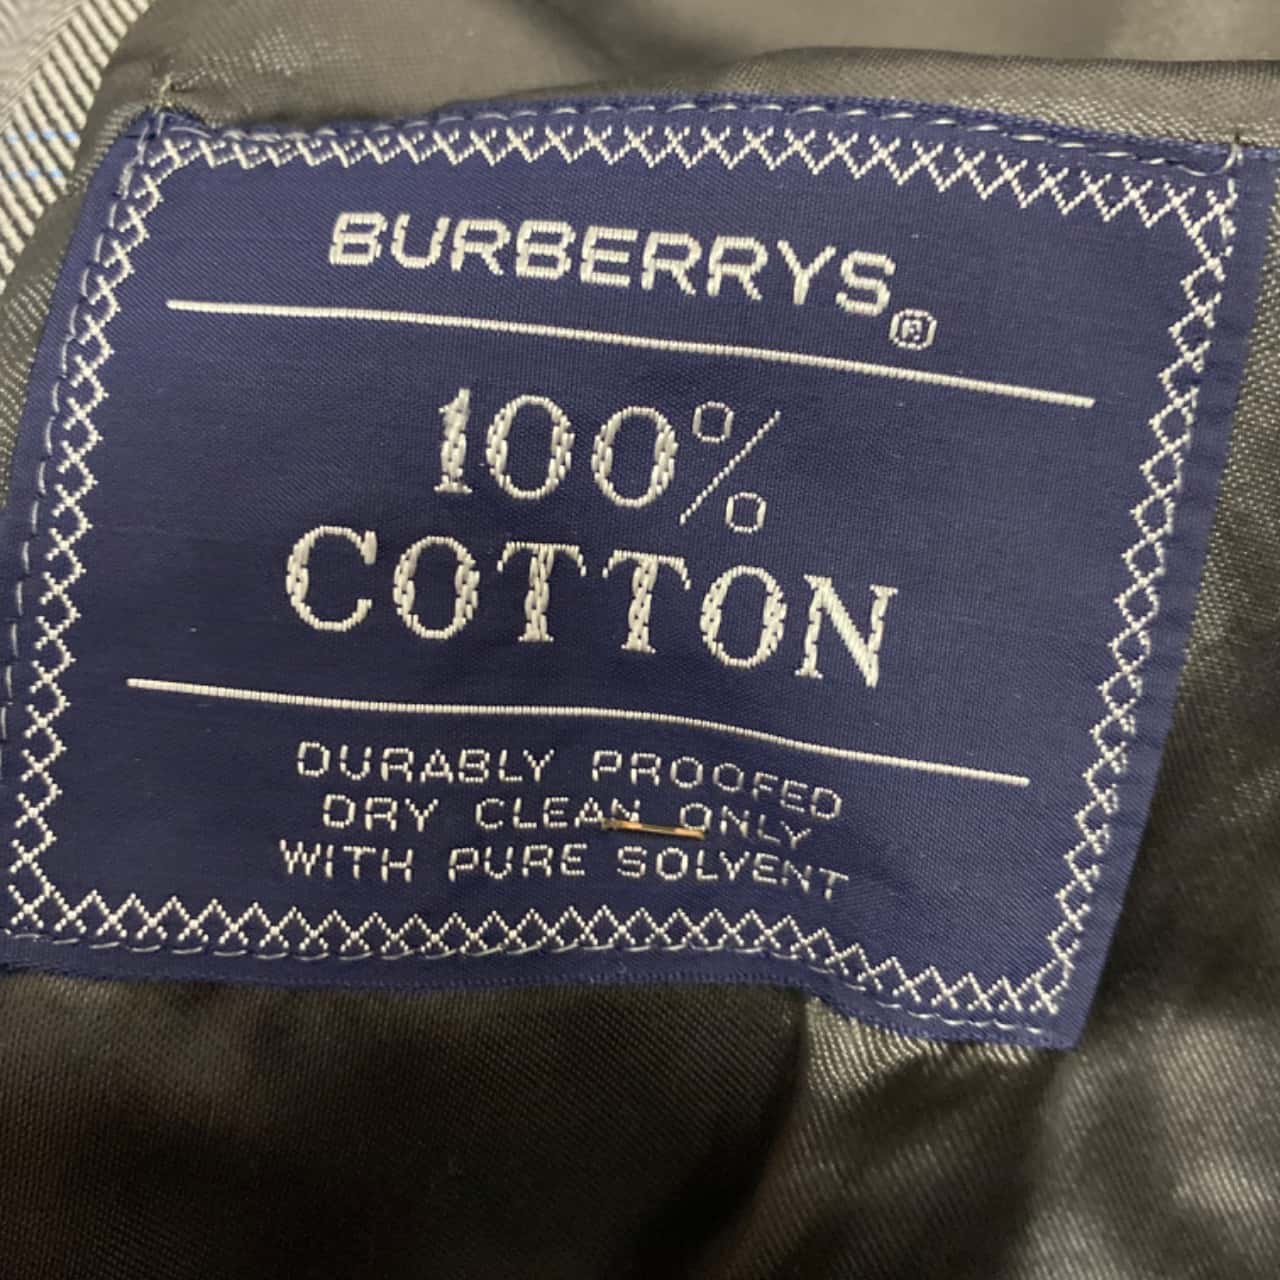 BURBERRYS®
100%
COTTON
DURABLY PROOFED
DRY CLEAN ONLY
WITH PURE SOLVENT